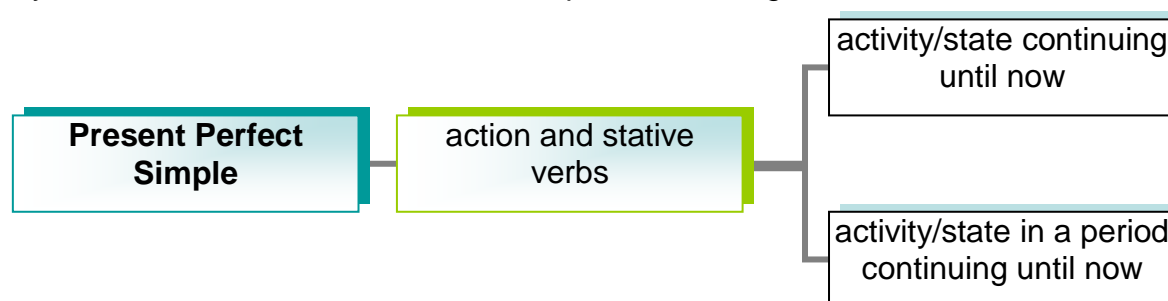 Present Perfect
Simple
action and stative
verbs
activity/state continuing
until now
activity/state in a period
continuing until now